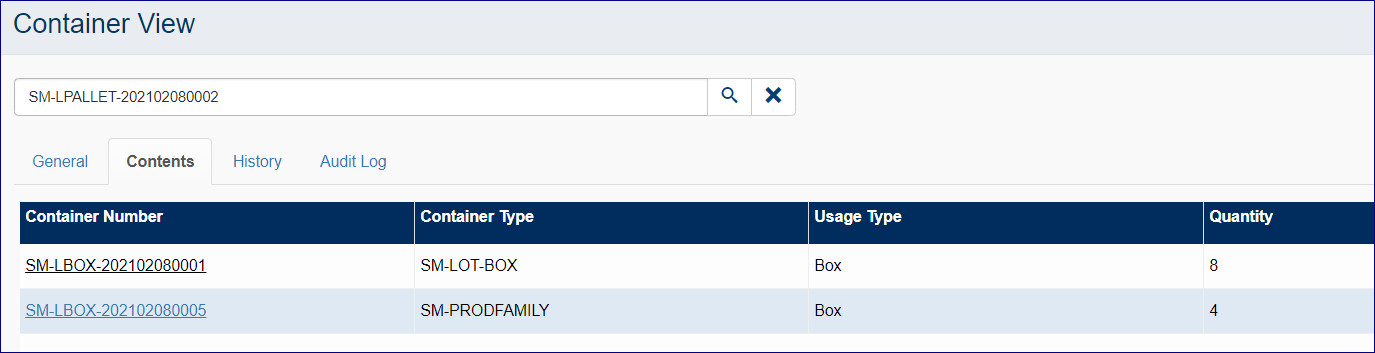 Container View
SM-LPALLET-202102080002
General Contents History Audit Log
Container Number Container Type Usage Type Quantity
SM-LBOX-202102080001 SM-LOT-BOX Box 8
SM-LBOX-202102080005 SM-PRODFAMILY Box 4